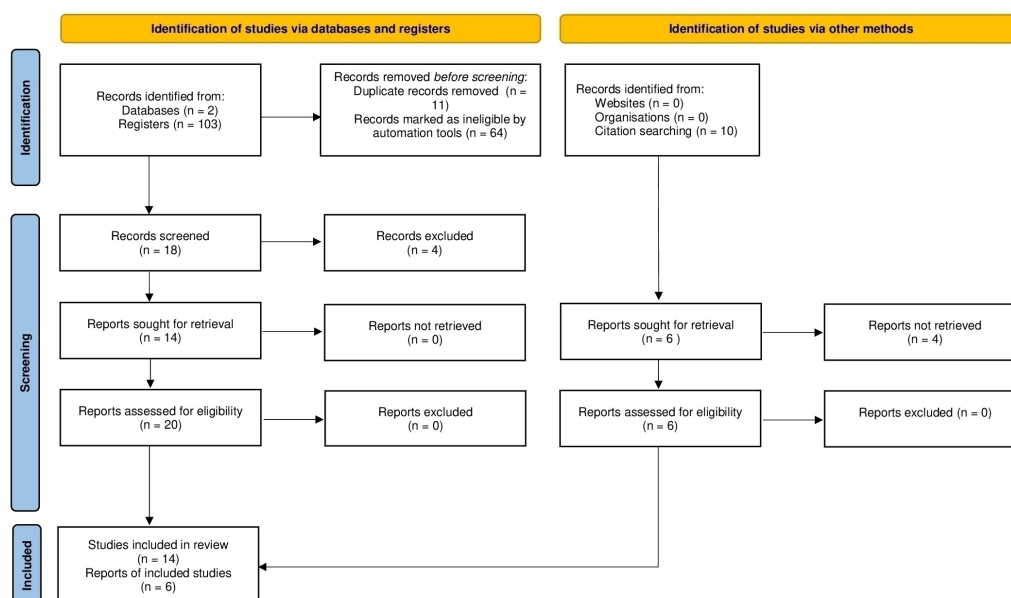 Identification of studies via databases and registers
Identification of studies via other methods
Identification
Records identified from:
Databases (n = 2)
Registers (n = 103)
Records removed before screening:
Duplicate records removed (n =
11)
Records marked as ineligible by
automation tools (n = 64)
Records identified from:
Websites (n = 0)
Organisations (n = 0)
Citation searching (n = 10)
Screening
Records screened
(n = 18)
Records excluded
(n = 4)
Reports sought for retrieval
(n = 14)
Reports not retrieved
(n = 0)
Reports sought for retrieval
(n = 6 )
Reports not retrieved
(n = 4)
Reports assessed for eligibility
(n = 20)
Reports excluded
(n = 0)
Reports assessed for eligibility
(n = 6)
Reports excluded (n = 0)
Included
Studies included in review
(n = 14)
Reports of included studies
(n = 6)